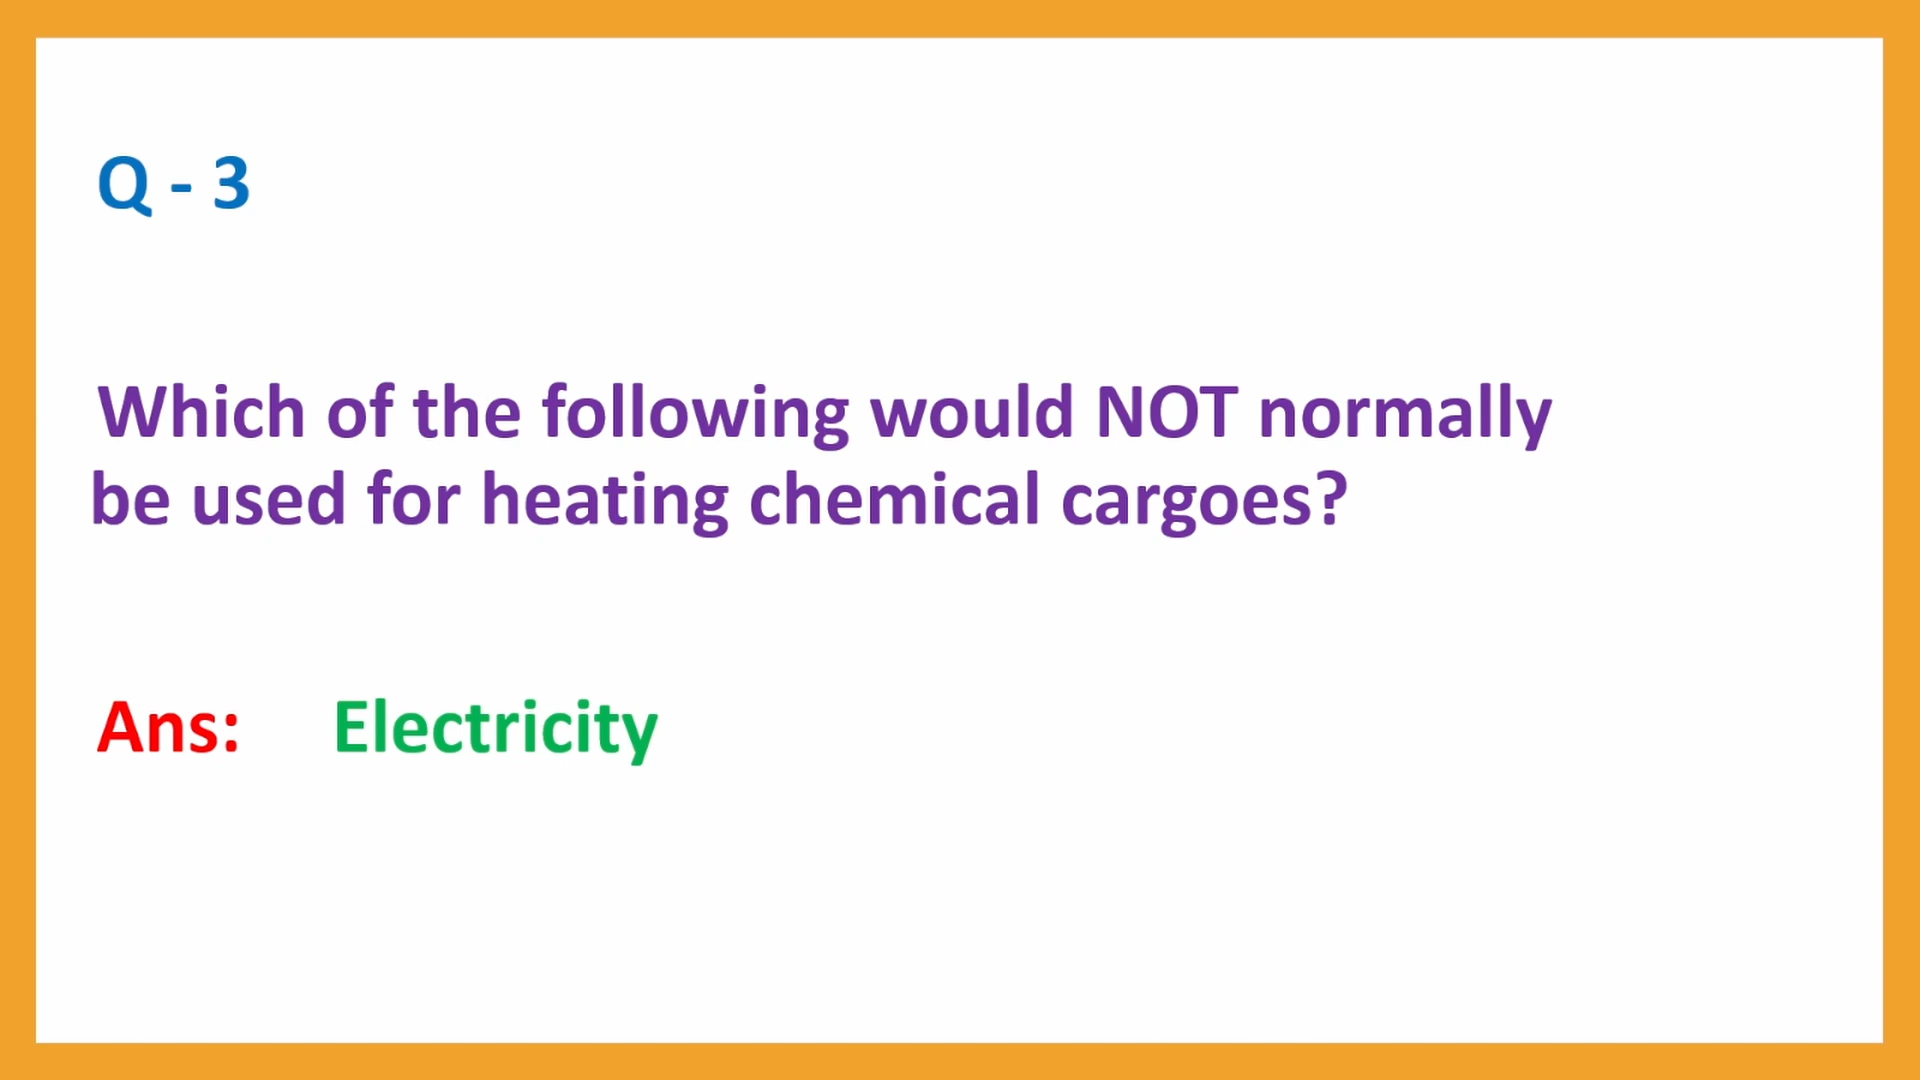 Q - 3
Which of the following would NOT normally
be used for heating chemical cargoes?
Ans: Electricity